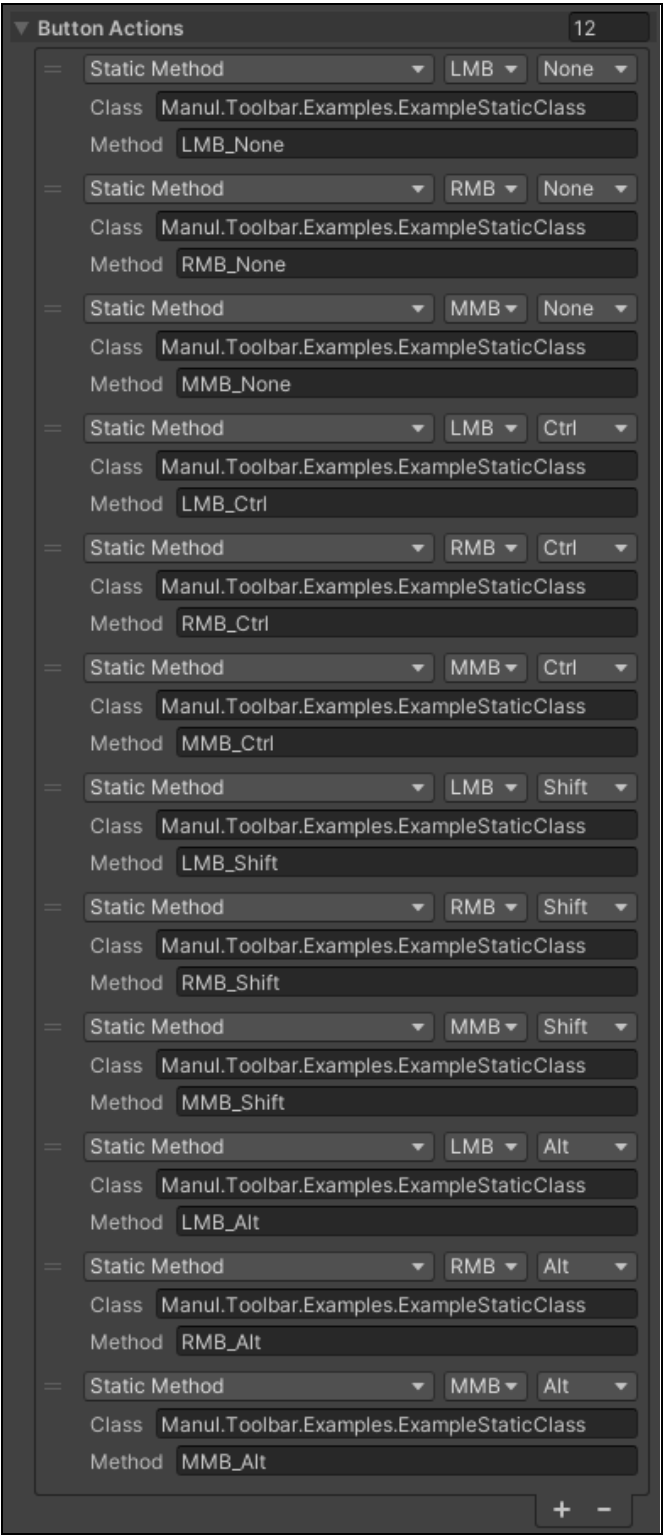 Button Actions 12
Static Method LMB None
Class Manul.Toolbar.Examples.ExampleStaticClass
Method LMB_None
Static Method RMB None
Class Manul.Toolbar.Examples.ExampleStaticClass
Method RMB_None
Static Method MMB None
Class Manul.Toolbar.Examples.ExampleStaticClass
Method MMB_None
Static Method LMB Ctrl
Class Manul.Toolbar.Examples.ExampleStaticClass
Method LMB_Ctrl
Static Method RMB Ctrl
Class Manul.Toolbar.Examples.ExampleStaticClass
Method RMB_Ctrl
Static Method MMB Ctrl
Class Manul.Toolbar.Examples.ExampleStaticClass
Method MMB_Ctrl
Static Method LMB Shift
Class Manul.Toolbar.Examples.ExampleStaticClass
Method LMB_Shift
Static Method RMB Shift
Class Manul.Toolbar.Examples.ExampleStaticClass
Method RMB_Shift
Static Method MMB Shift
Class Manul.Toolbar.Examples.ExampleStaticClass
Method MMB_Shift
Static Method LMB Alt
Class Manul.Toolbar.Examples.ExampleStaticClass
Method LMB_Alt
Static Method RMB Alt
Class Manul.Toolbar.Examples.ExampleStaticClass
Method RMB_Alt
Static Method MMB Alt
Class Manul.Toolbar.Examples.ExampleStaticClass
Method MMB_Alt
+ −